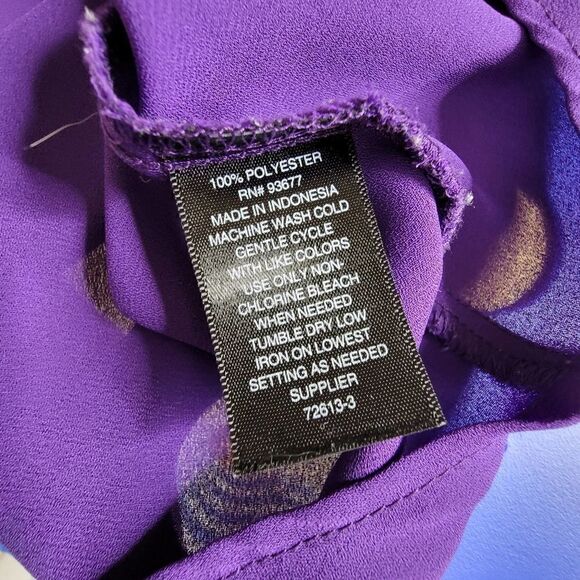 100% POLYESTER
RN# 93677
MADE IN INDONESIA
MACHINE WASH COLD
GENTLE CYCLE
WITH LIKE COLORS
USE ONLY NON-
CHLORINE BLEACH
WHEN NEEDED
TUMBLE DRY LOW
IRON ON LOWEST
SETTING AS NEEDED
SUPPLIER
72613-3